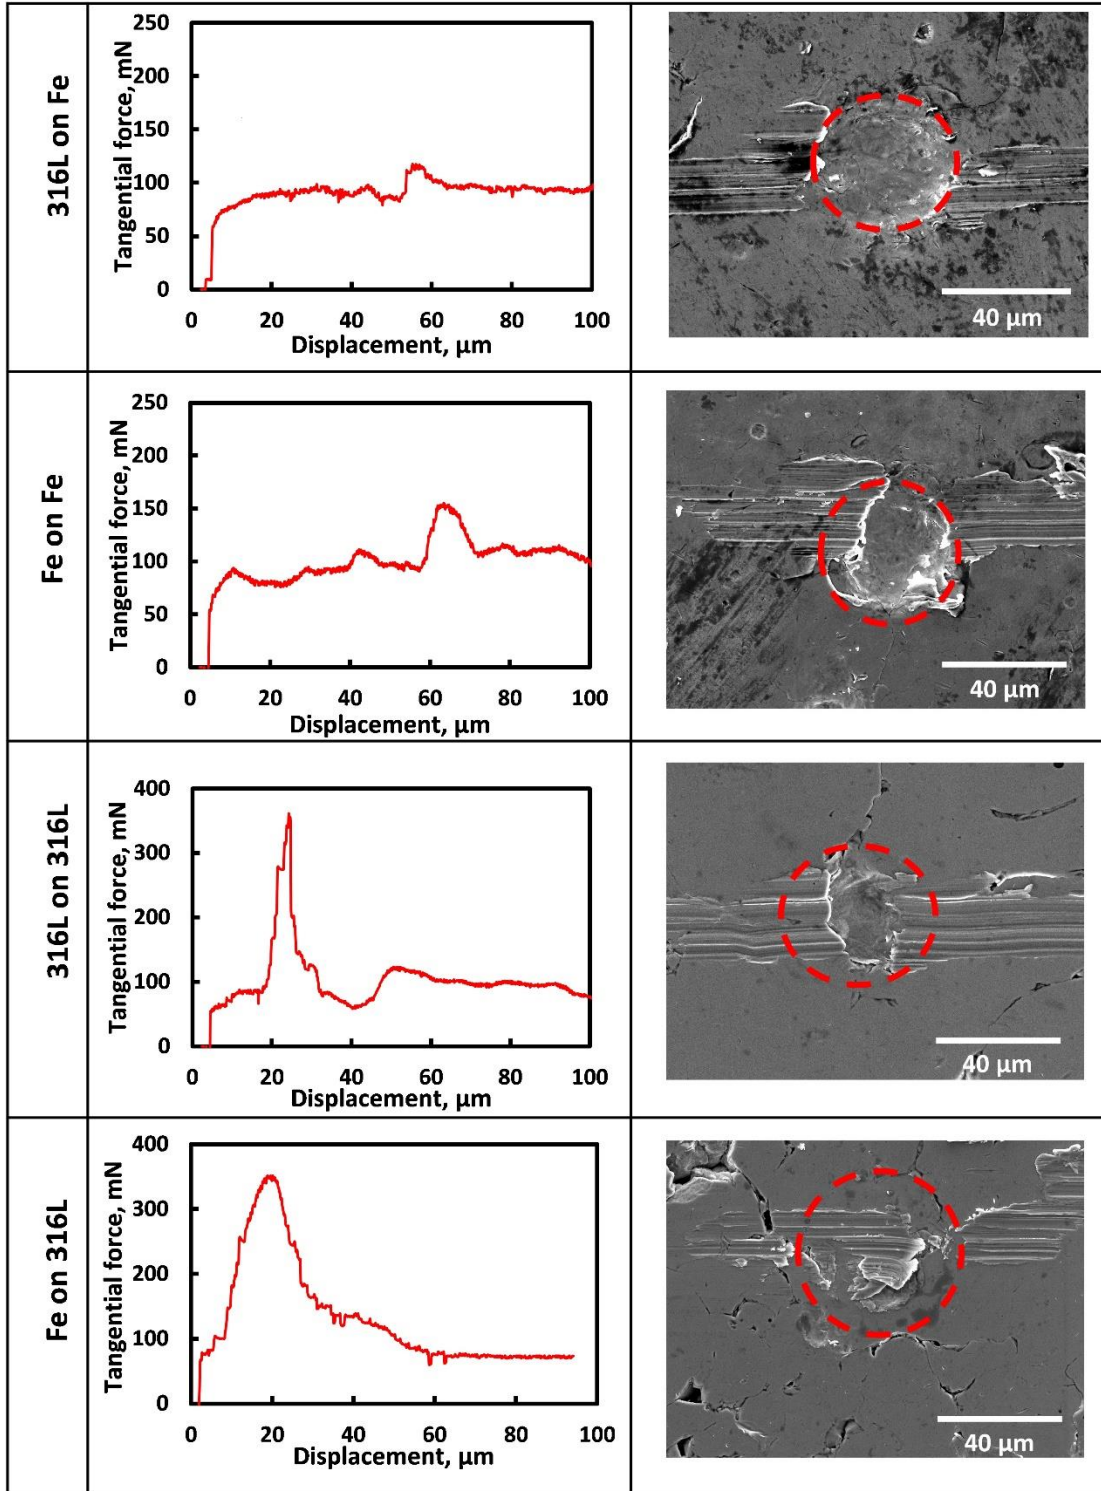 316L on Fe
Tangential force, mN
250
200
150
100
50
0
0 20 40 60 80 100
Displacement, µm
40 µm
Fe on Fe
Tangential force, mN
250
200
150
100
50
0
0 20 40 60 80 100
Displacement, µm
40 µm
316L on 316L
Tangential force, mN
400
300
200
100
0
0 20 40 60 80 100
Displacement, µm
40 µm
Fe on 316L
Tangential force, mN
400
300
200
100
0
0 20 40 60 80 100
Displacement, µm
40 µm